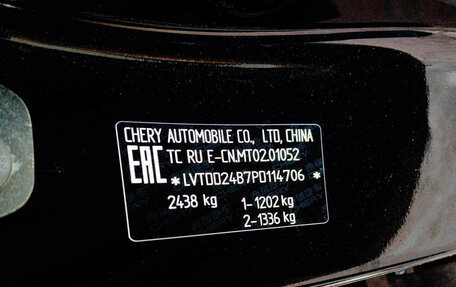 CHERY AUTOMOBILE CO., LTD, CHINA
EAC TC RU E-CN.MT02.01052
*LVTDD24B7PD114706*
2438 kg 1-1202 kg
2-1336 kg